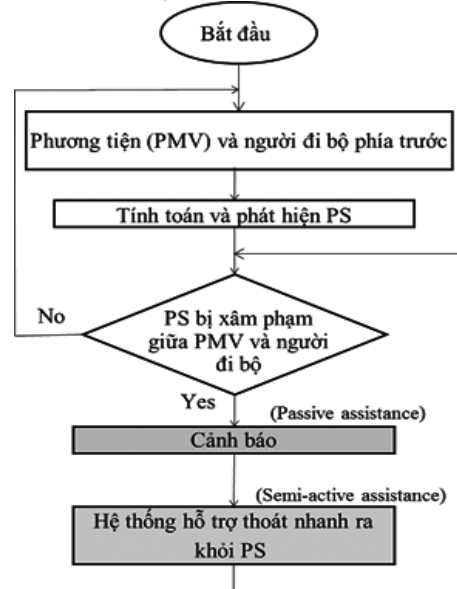 Bắt đầu
Phương tiện (PMV) và người đi bộ phía trước
Tính toán và phát hiện PS
No
PS bị xâm phạm
giữa PMV và người
đi bộ
Yes
(Passive assistance)
Cảnh báo
(Semi-active assistance)
Hệ thống hỗ trợ thoát nhanh ra
khỏi PS